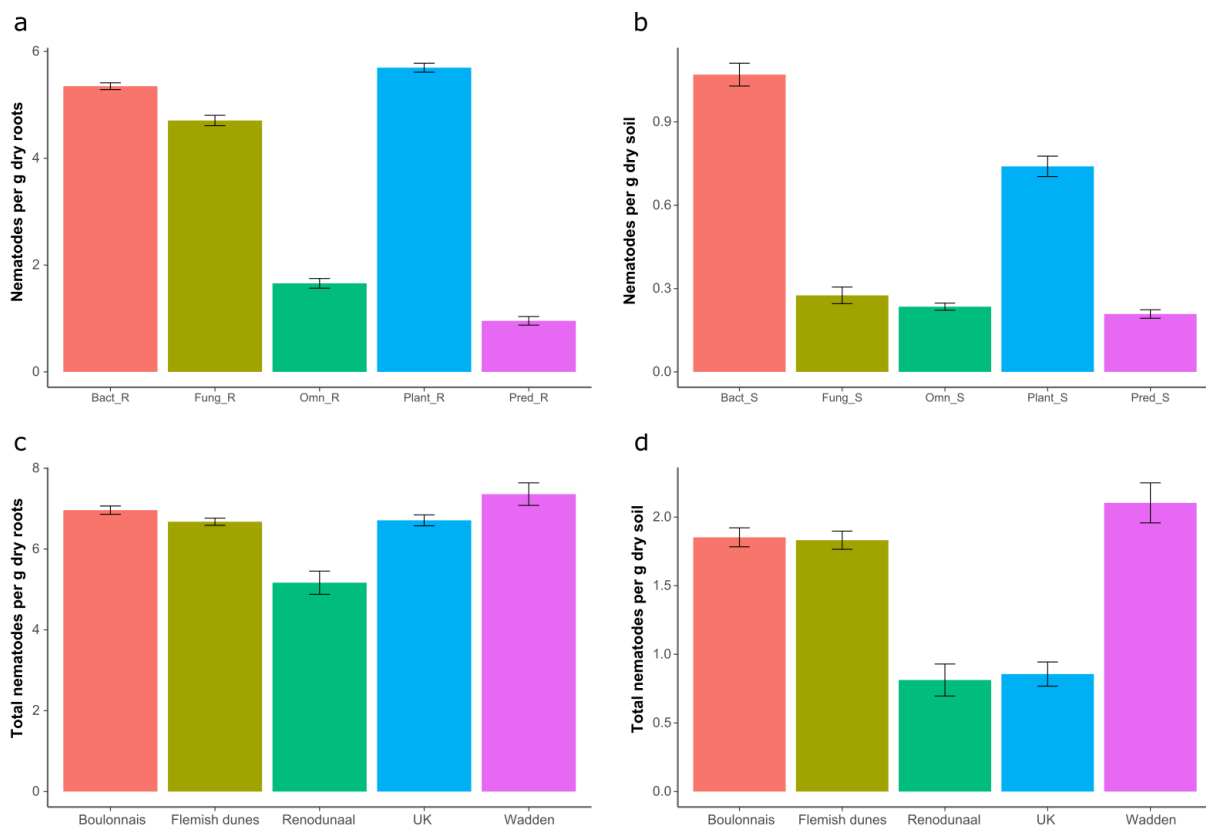 a
Nematodes per g dry roots
6
4
2
0
Bact_R Fung_R Omn_R Plant_R Pred_R
b
Nematodes per g dry soil
0.9
0.6
0.3
0.0
Bact_S Fung_S Omn_S Plant_S Pred_S
c
Total nematodes per g dry roots
8
6
4
2
0
Boulonnais Flemish dunes Renodunaal UK Wadden
d
Total nematodes per g dry soil
2.0
1.5
1.0
0.5
0.0
Boulonnais Flemish dunes Renodunaal UK Wadden